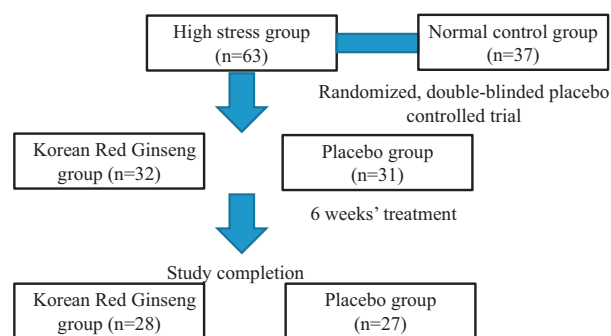 High stress group
(n=63)
Normal control group
(n=37)
Randomized, double-blinded placebo
controlled trial
Korean Red Ginseng
group (n=32)
Placebo group
(n=31)
6 weeks’ treatment
Study completion
Korean Red Ginseng
group (n=28)
Placebo group
(n=27)